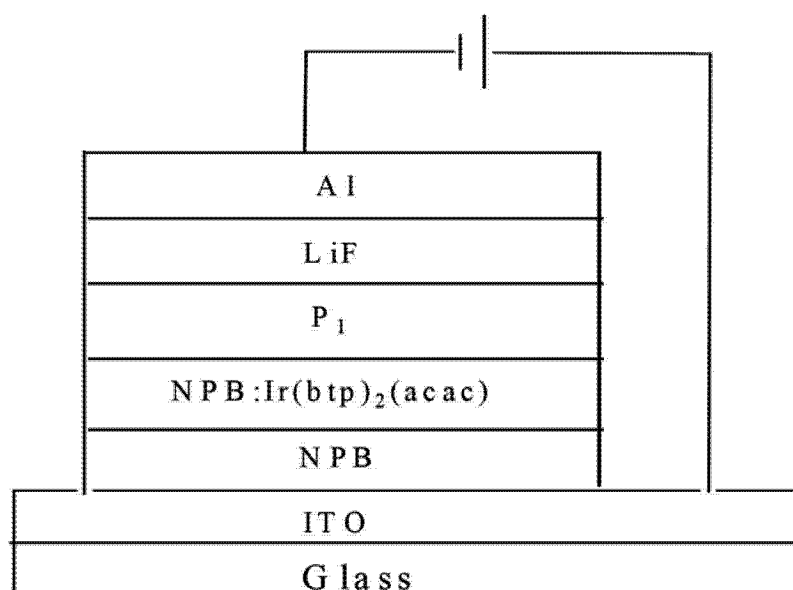 Al
LiF
P₁
NPB:Ir(btp)₂(acac)
NPB
ITO
Glass